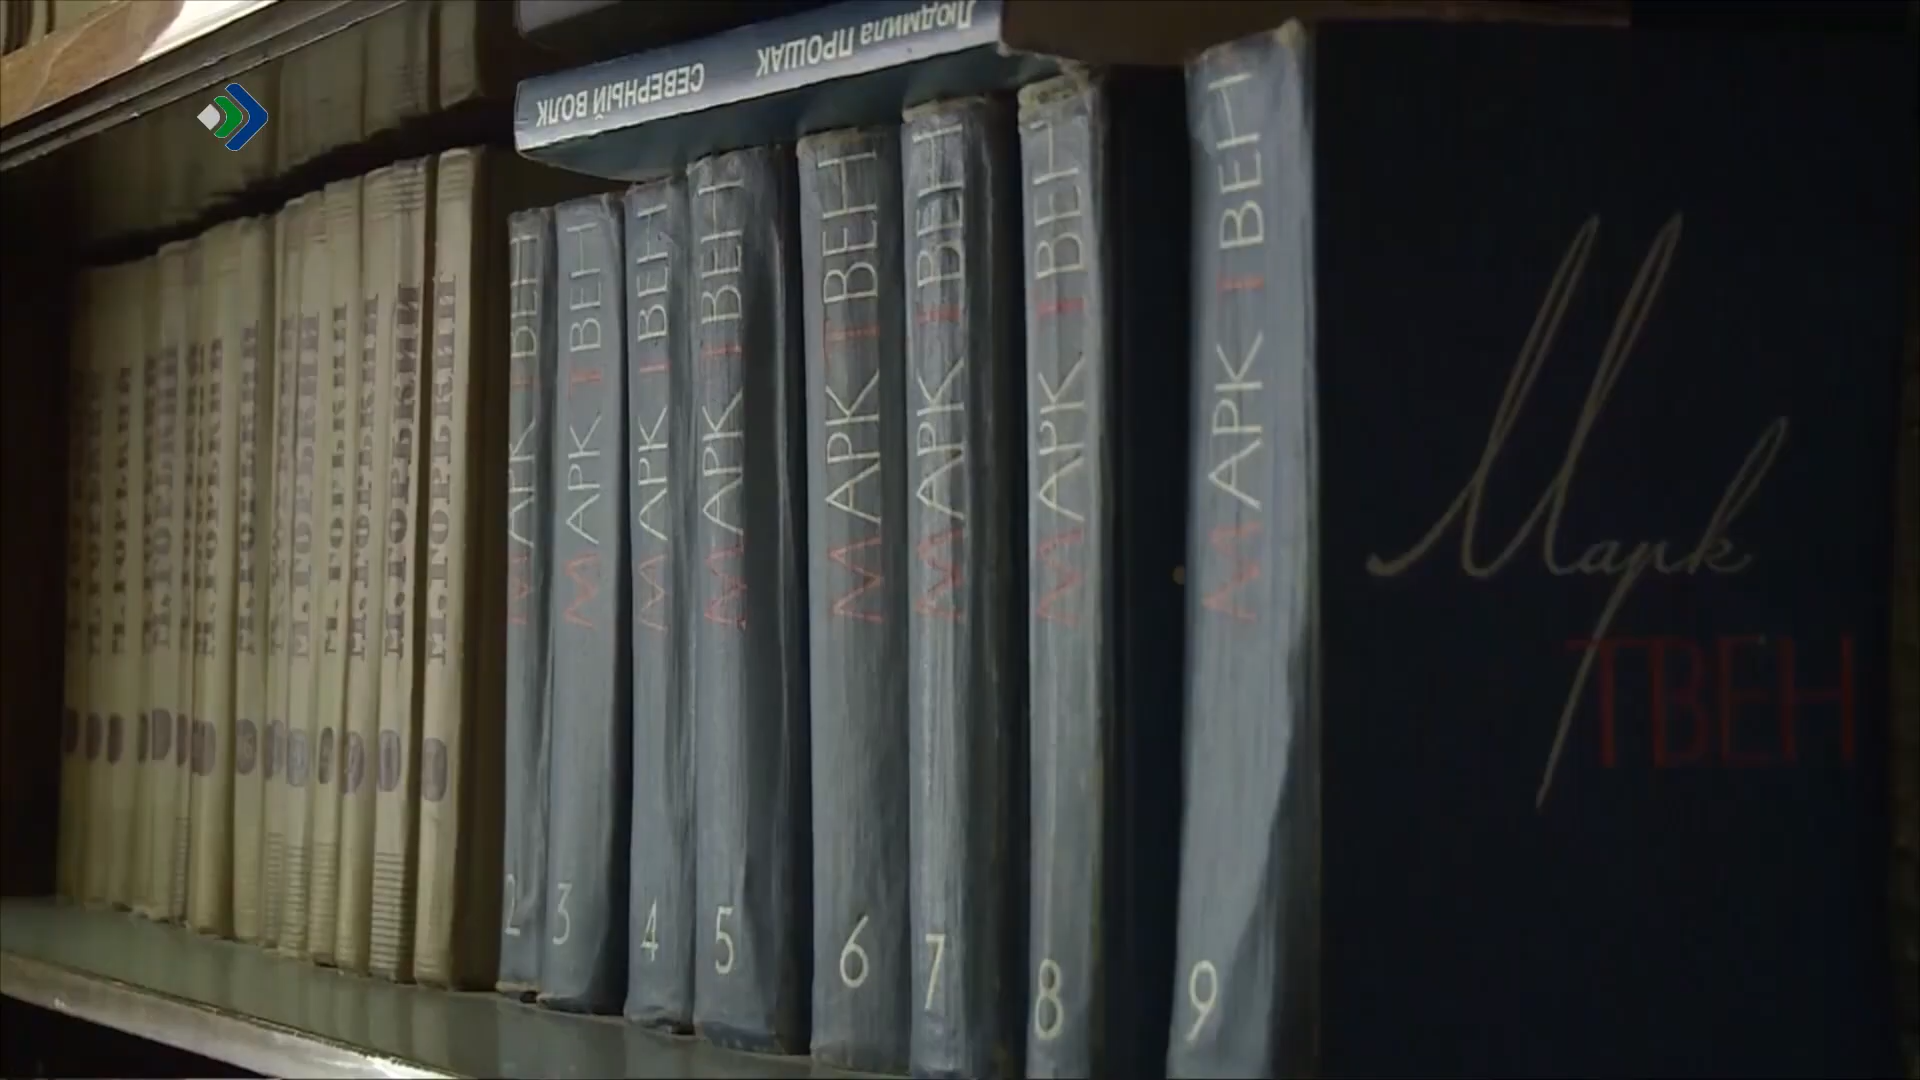 Людмила ПРОШАК
СЕВЕРНЫЙ ВОЛК
М. ГОРЬКИЙ
М. ГОРЬКИЙ
М. ГОРЬКИЙ
М. ГОРЬКИЙ
М. ГОРЬКИЙ
МАРК ТВЕН
2
МАРК ТВЕН
3
МАРК ТВЕН
4
МАРК ТВЕН
5
МАРК ТВЕН
6
МАРК ТВЕН
7
МАРК ТВЕН
8
МАРК ТВЕН
9
Марк
ТВЕН